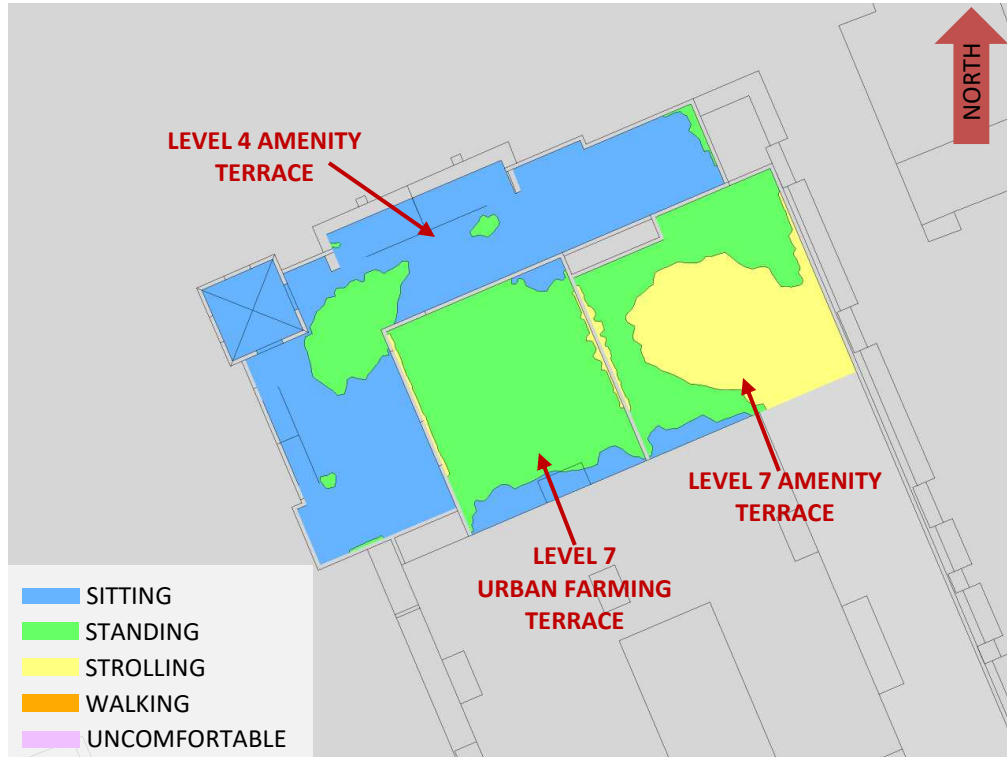 NORTH
LEVEL 4 AMENITY
TERRACE
LEVEL 7 AMENITY
TERRACE
LEVEL 7
URBAN FARMING
TERRACE
SITTING
STANDING
STROLLING
WALKING
UNCOMFORTABLE